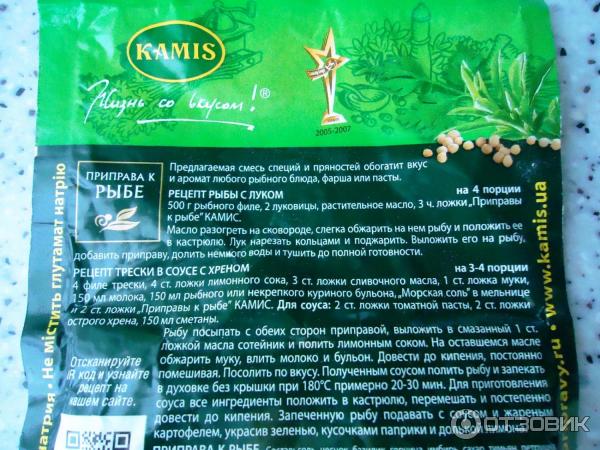 KAMIS
Жизнь со вкусом!®
2005-2007
ПРИПРАВА К
РЫБЕ
Предлагаемая смесь специй и пряностей обогатит вкус
и аромат любого рыбного блюда, фарша или пасты.
РЕЦЕПТ РЫБЫ С ЛУКОМ
на 4 порции
500 г рыбного филе, 2 луковицы, растительное масло, 3 ч. ложки „Приправы
к рыбе" КАМИС.
Масло разогреть на сковороде, слегка обжарить на нем рыбу и положить ее
в кастрюлю. Лук нарезать кольцами и поджарить. Выложить его на рыбу,
добавить приправу, долить немного воды и тушить до полной готовности.
РЕЦЕПТ ТРЕСКИ В СОУСЕ С ХРЕНОМ
на 3-4 порции
4 филе трески, 4 ст. ложки лимонного сока, 3 ст. ложки сливочного масла, 1 ст. ложка муки,
150 мл молока, 150 мл рыбного или некрепкого куриного бульона, „Морская соль" в мельнице
и 2 ст. ложки „Приправы к рыбе" КАМИС. Для соуса: 2 ст. ложки томатной пасты, 2 ст. ложки
острого хрена, 150 мл сметаны.
Рыбу посыпать с обеих сторон приправой, выложить в смазанный 1 ст.
ложкой масла сотейник и полить лимонным соком. На оставшемся масле
обжарить муку, влить молоко и бульон. Довести до кипения, постоянно
помешивая. Посолить по вкусу. Полученным соусом полить рыбу и запекать
в духовке без крышки при 180°С примерно 20-30 мин. Для приготовления
соуса все ингредиенты положить в кастрюлю, перемешать и постепенно
довести до кипения. Запеченную рыбу подавать с соусом и жареным
картофелем, украсив зеленью, кусочками паприки и долькой лимона.
Отсканируйте
IR код и узнайте
рецепт на
нашем сайте.
ПРИПРАВА К РЫБЕ
натрия • Не містить глутамат натрію
pravy.ru • www.kamis.ua
ОТЗОВИК